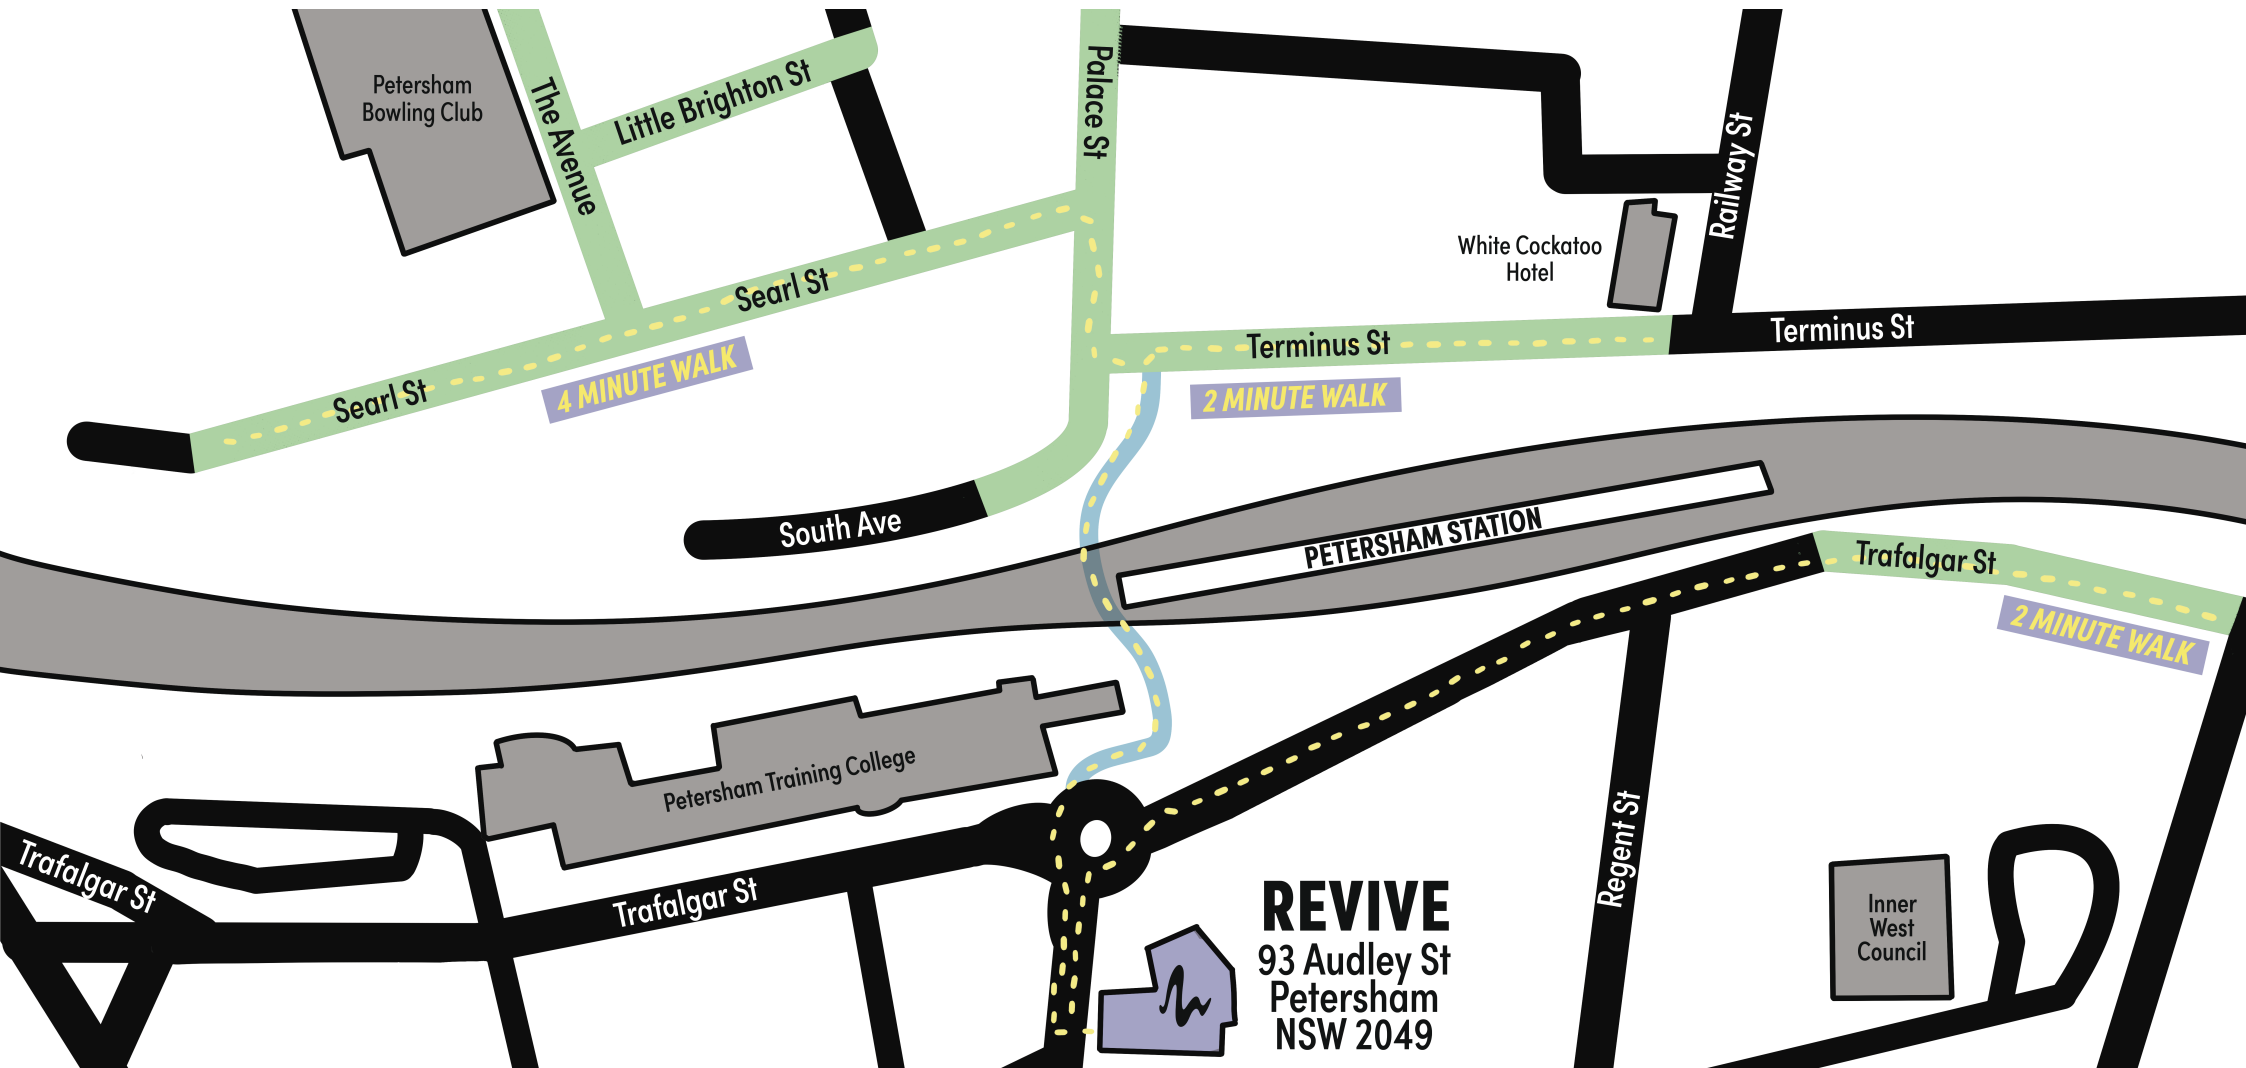 Petersham
Bowling Club
The Avenue
Little Brighton St
Palace St
Railway St
White Cockatoo
Hotel
Searl St
Terminus St
Terminus St
4 MINUTE WALK
2 MINUTE WALK
Searl St
South Ave
PETERSHAM STATION
Trafalgar St
2 MINUTE WALK
Petersham Training College
Trafalgar St
Trafalgar St
Regent St
REVIVE
93 Audley St
Petersham
NSW 2049
Inner
West
Council